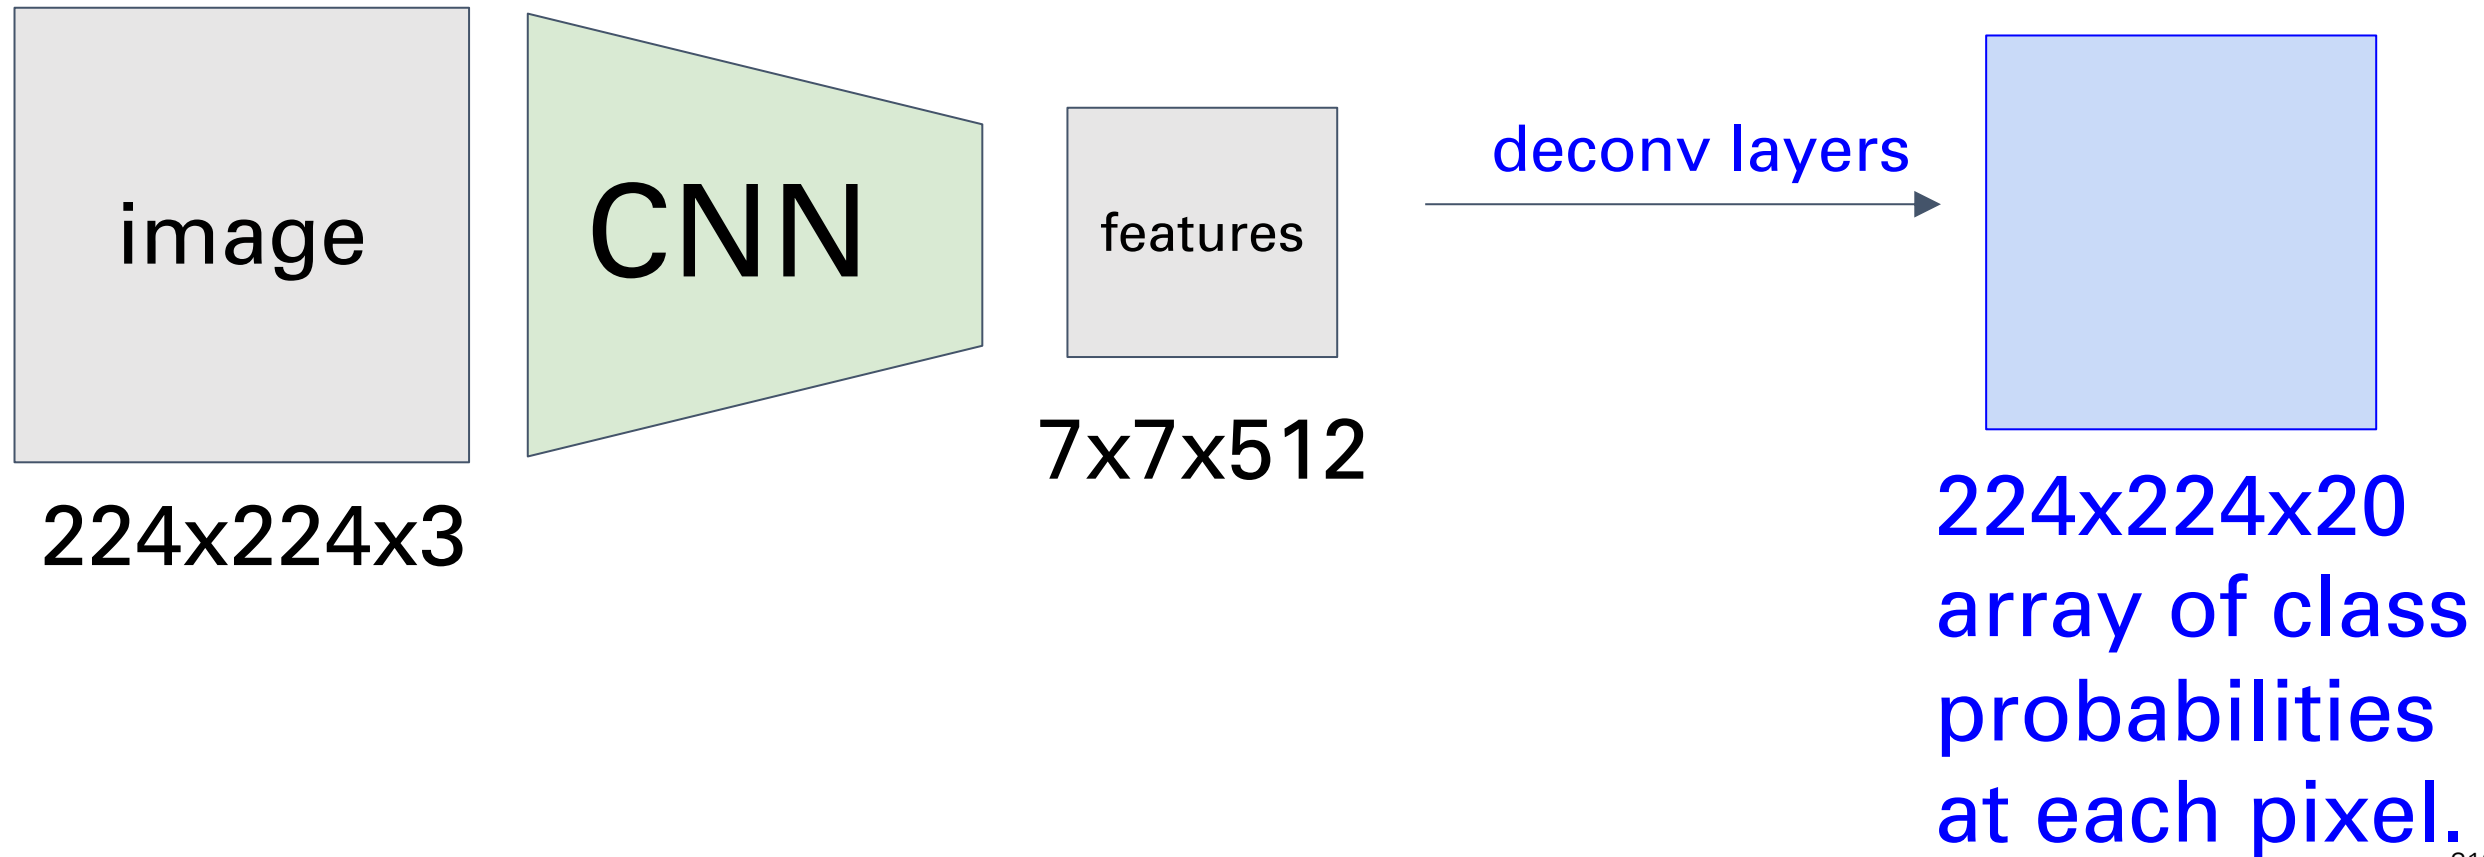 image
CNN
features
deconv layers
7x7x512
224x224x3
224x224x20
array of class
probabilities
at each pixel.